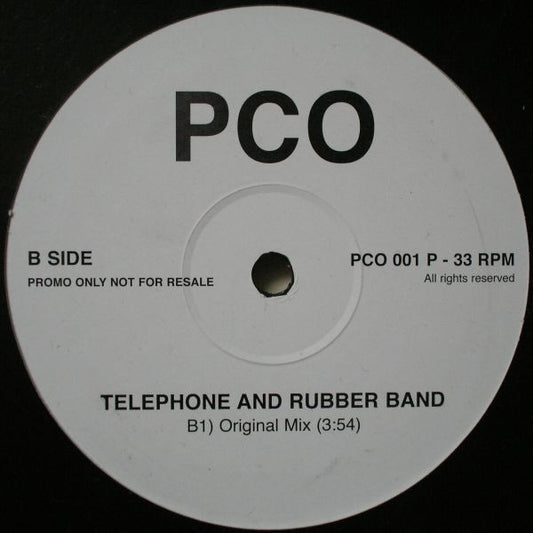 PCO
B SIDE
PROMO ONLY NOT FOR RESALE
PCO 001 P - 33 RPM
All rights reserved
TELEPHONE AND RUBBER BAND
B1) Original Mix (3:54)